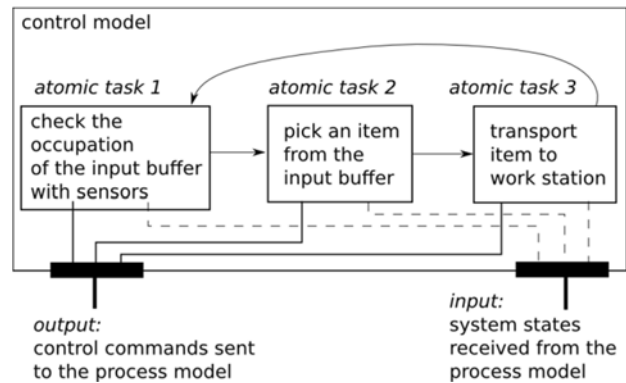 control model
atomic task 1
atomic task 2
atomic task 3
check the
occupation
of the input buffer
with sensors
pick an item
from the
input buffer
transport
item to
work station
output:
control commands sent
to the process model
input:
system states
received from the
process model